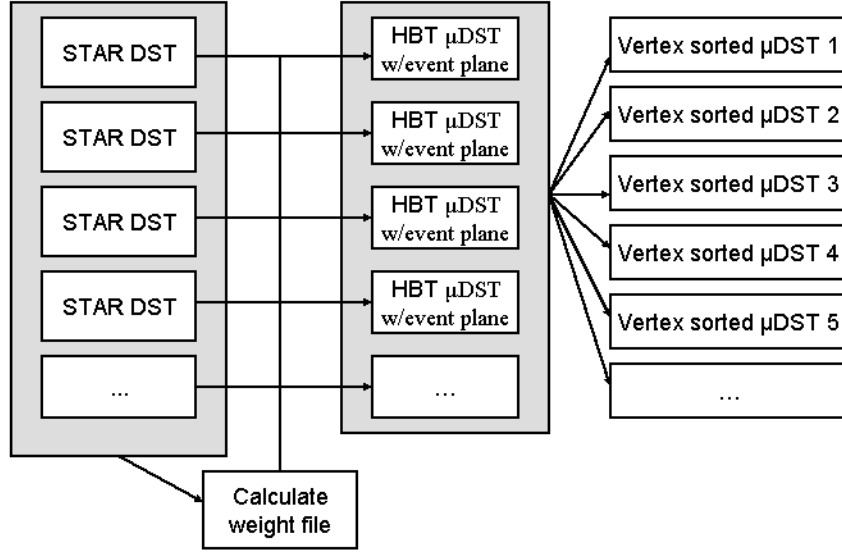 STAR DST
STAR DST
STAR DST
STAR DST
...
HBT μDST
w/event plane
HBT μDST
w/event plane
HBT μDST
w/event plane
HBT μDST
w/event plane
...
Vertex sorted μDST 1
Vertex sorted μDST 2
Vertex sorted μDST 3
Vertex sorted μDST 4
Vertex sorted μDST 5
...
Calculate
weight file